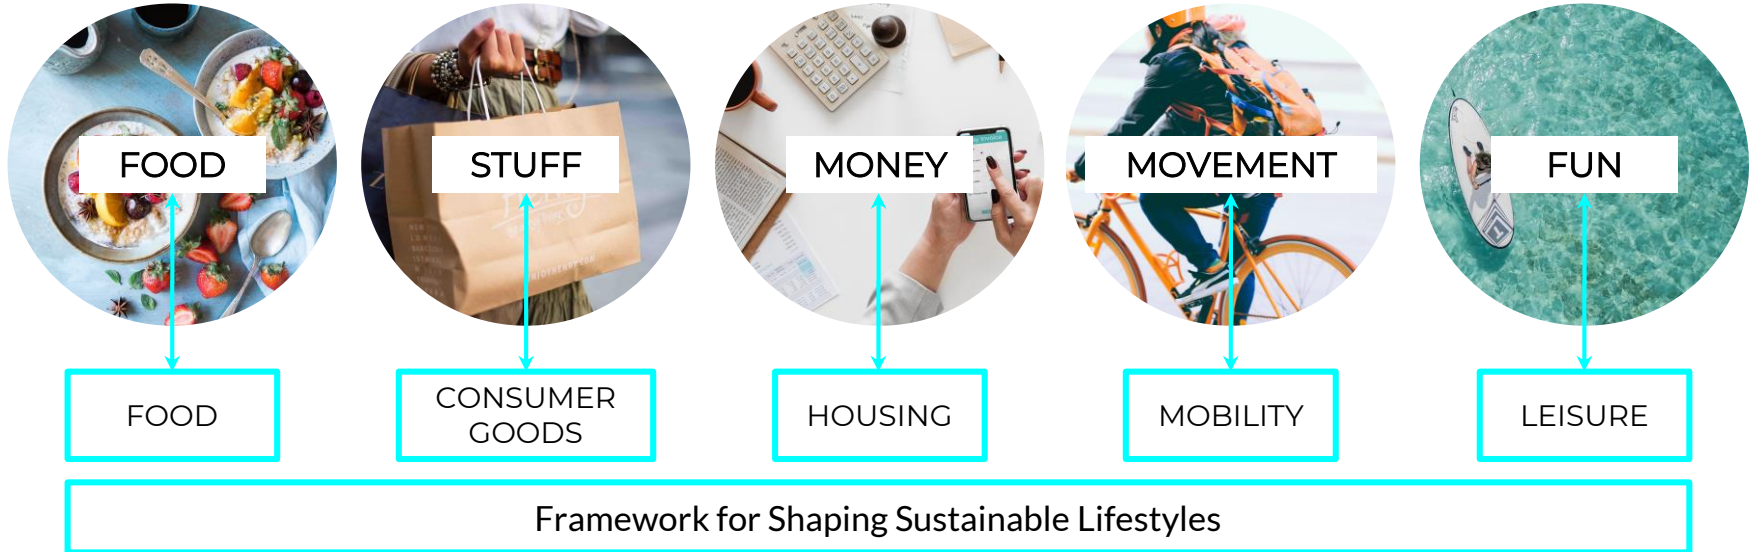 FOOD
STUFF
MONEY
MOVEMENT
FUN
FOOD
CONSUMER
GOODS
HOUSING
MOBILITY
LEISURE
Framework for Shaping Sustainable Lifestyles